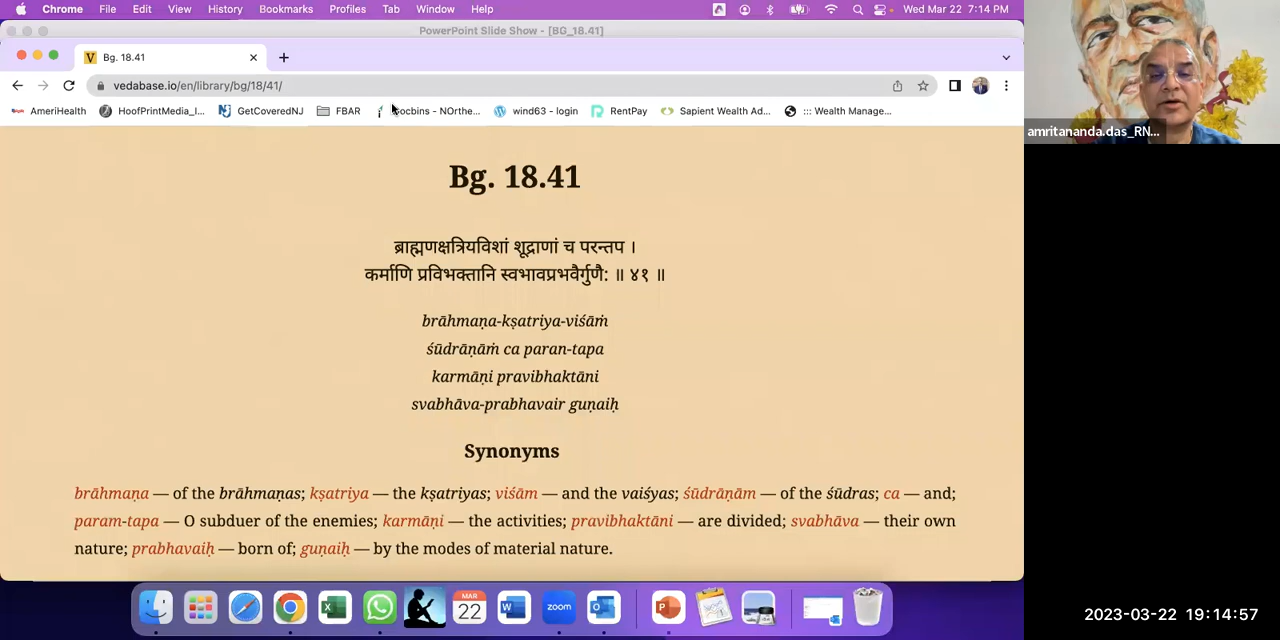 Chrome File Edit View History Bookmarks Profiles Tab Window Help Wed Mar 22 7:14 PM
PowerPoint Slide Show - [BG_18.41]
V Bg. 18.41
vedabase.io/en/library/bg/18/41/
AmeriHealth HoofPrintMedia_I... GetCoveredNJ FBAR ocbins - NOrthe... wind63 - login RentPay Sapient Wealth Ad... ::: Wealth Manage...
amritananda.das_RN...
Bg. 18.41
ब्राह्मणक्षत्रियविशां शूद्राणां च परन्तप ।
कर्माणि प्रविभक्तानि स्वभावप्रभवैर्गुणै: ॥ ४१ ॥
brāhmaṇa-kṣatriya-viśāṁ
śūdrāṇāṁ ca paran-tapa
karmāṇi pravibhaktāni
svabhāva-prabhavair guṇaiḥ
Synonyms
brāhmaṇa — of the brāhmaṇas; kṣatriya — the kṣatriyas; viśām — and the vaiśyas; śūdrāṇām — of the śūdras; ca — and;
param-tapa — O subduer of the enemies; karmāṇi — the activities; pravibhaktāni — are divided; svabhāva — their own
nature; prabhavaiḥ — born of; guṇaiḥ — by the modes of material nature.
MAR
22
zoom
2023-03-22 19:14:57